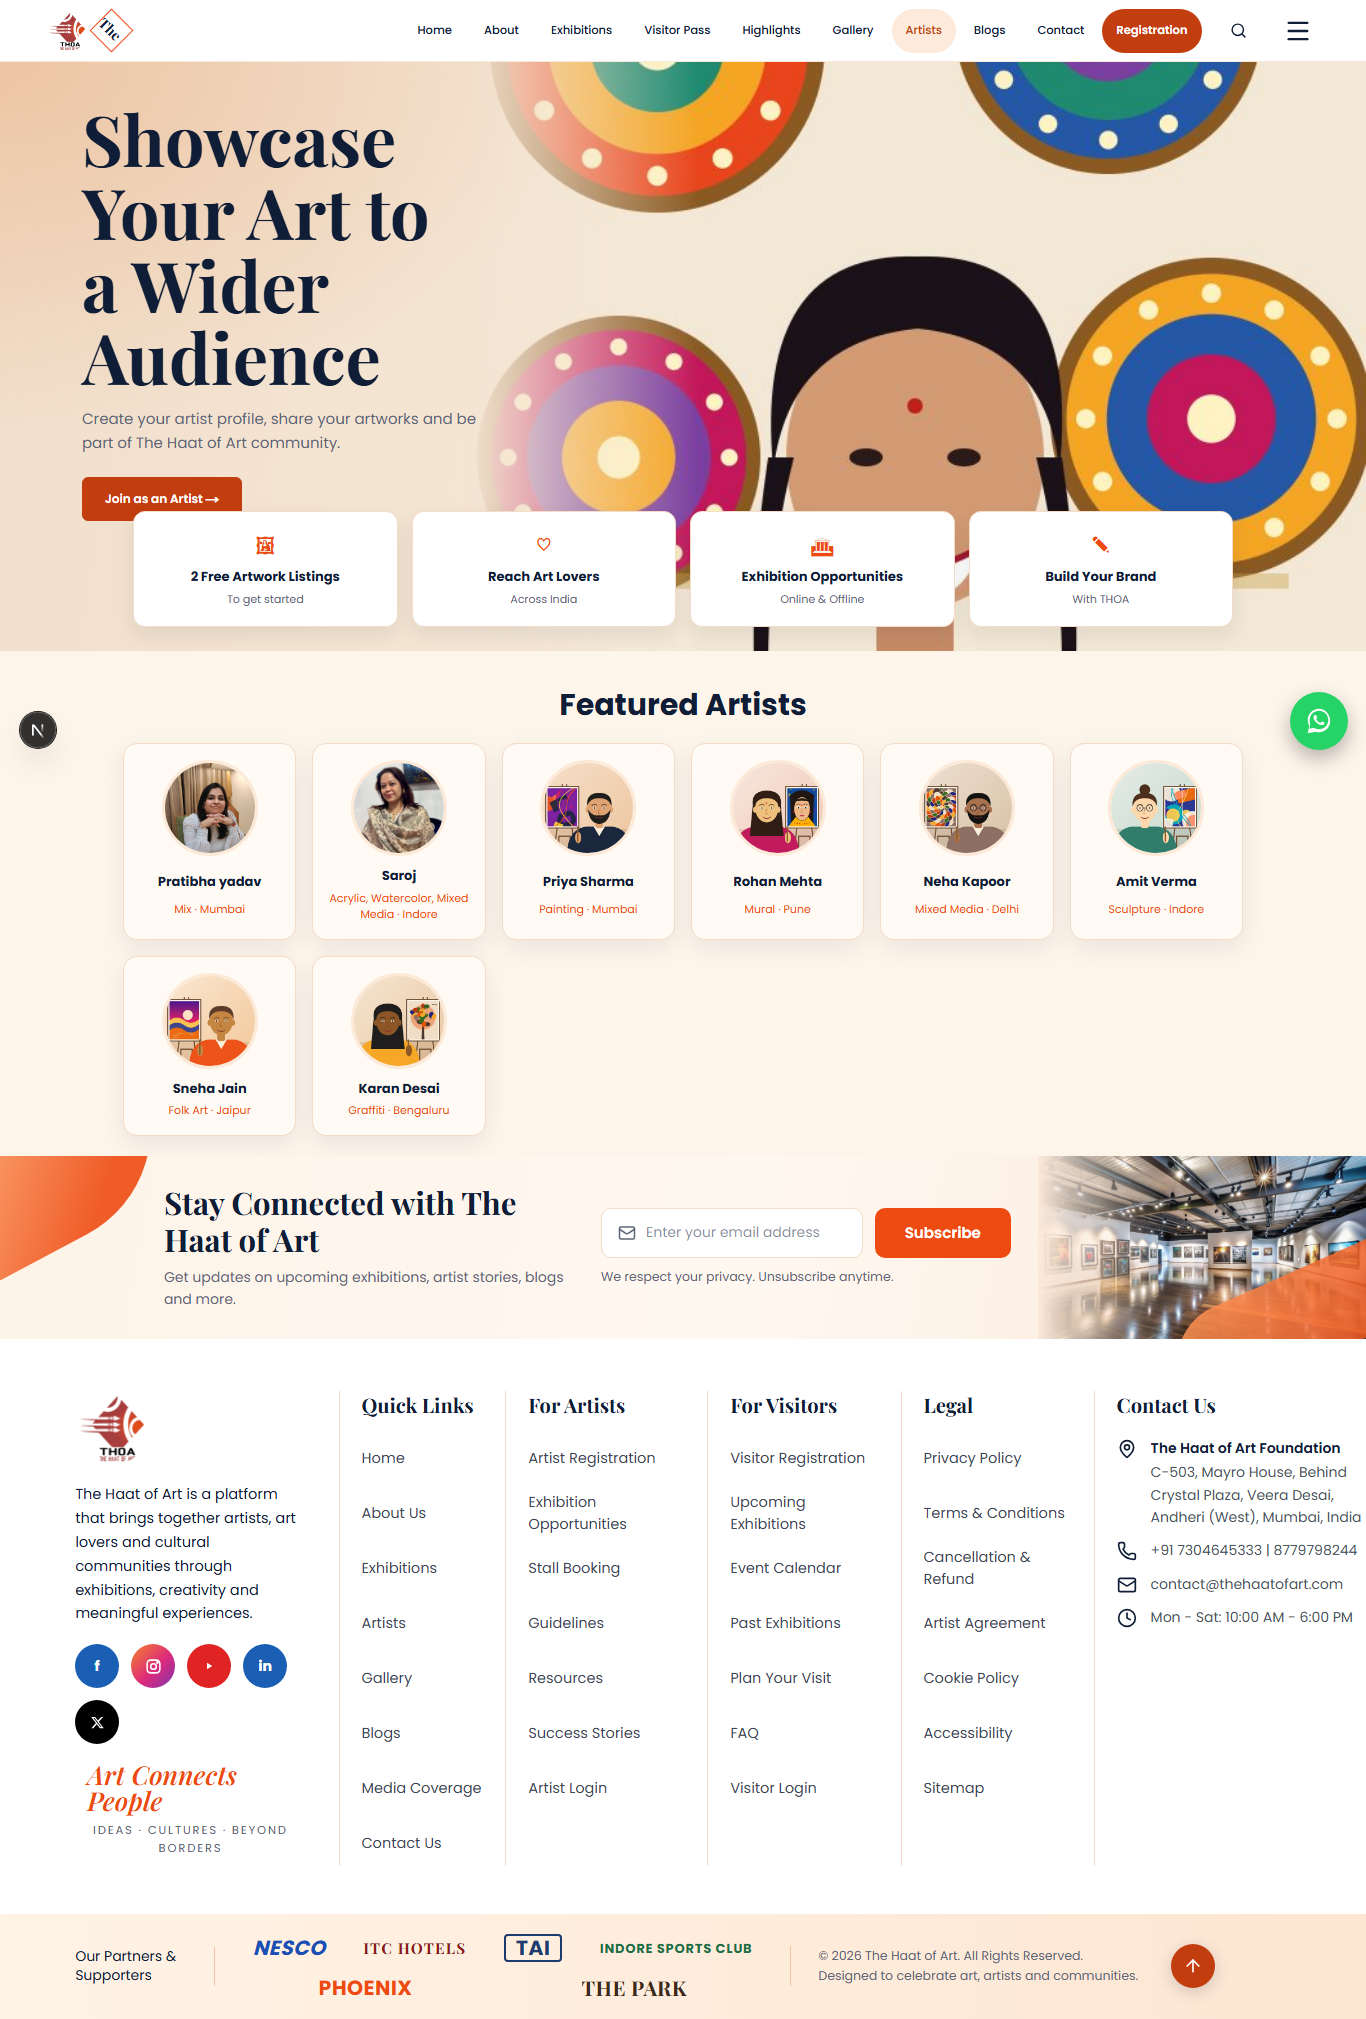 THOA
The
Home
About
Exhibitions
Visitor Pass
Highlights
Gallery
Artists
Blogs
Contact
Registration
Showcase
Your Art to
a Wider
Audience
Create your artist profile, share your artworks and be
part of The Haat of Art community.
Join as an Artist →
2 Free Artwork Listings
To get started
Reach Art Lovers
Across India
Exhibition Opportunities
Online & Offline
Build Your Brand
With THOA
Featured Artists
N
Pratibha yadav
Mix · Mumbai
Saroj
Acrylic, Watercolor, Mixed
Media · Indore
Priya Sharma
Painting · Mumbai
Rohan Mehta
Mural · Pune
Neha Kapoor
Mixed Media · Delhi
Amit Verma
Sculpture · Indore
Sneha Jain
Folk Art · Jaipur
Karan Desai
Graffiti · Bengaluru
Stay Connected with The
Haat of Art
Get updates on upcoming exhibitions, artist stories, blogs
and more.
Enter your email address
Subscribe
We respect your privacy. Unsubscribe anytime.
THOA
THE HAAT OF ART
The Haat of Art is a platform
that brings together artists, art
lovers and cultural
communities through
exhibitions, creativity and
meaningful experiences.
f
in
X
Art Connects
People
IDEAS · CULTURES · BEYOND
BORDERS
Quick Links
Home
About Us
Exhibitions
Artists
Gallery
Blogs
Media Coverage
Contact Us
For Artists
Artist Registration
Exhibition
Opportunities
Stall Booking
Guidelines
Resources
Success Stories
Artist Login
For Visitors
Visitor Registration
Upcoming
Exhibitions
Event Calendar
Past Exhibitions
Plan Your Visit
FAQ
Visitor Login
Legal
Privacy Policy
Terms & Conditions
Cancellation &
Refund
Artist Agreement
Cookie Policy
Accessibility
Sitemap
Contact Us
The Haat of Art Foundation
C-503, Mayro House, Behind
Crystal Plaza, Veera Desai,
Andheri (West), Mumbai, India
+91 7304645333 | 8779798244
contact@thehaatofart.com
Mon - Sat: 10:00 AM - 6:00 PM
Our Partners &
Supporters
NESCO
ITC HOTELS
TAI
INDORE SPORTS CLUB
PHOENIX
THE PARK
© 2026 The Haat of Art. All Rights Reserved.
Designed to celebrate art, artists and communities.